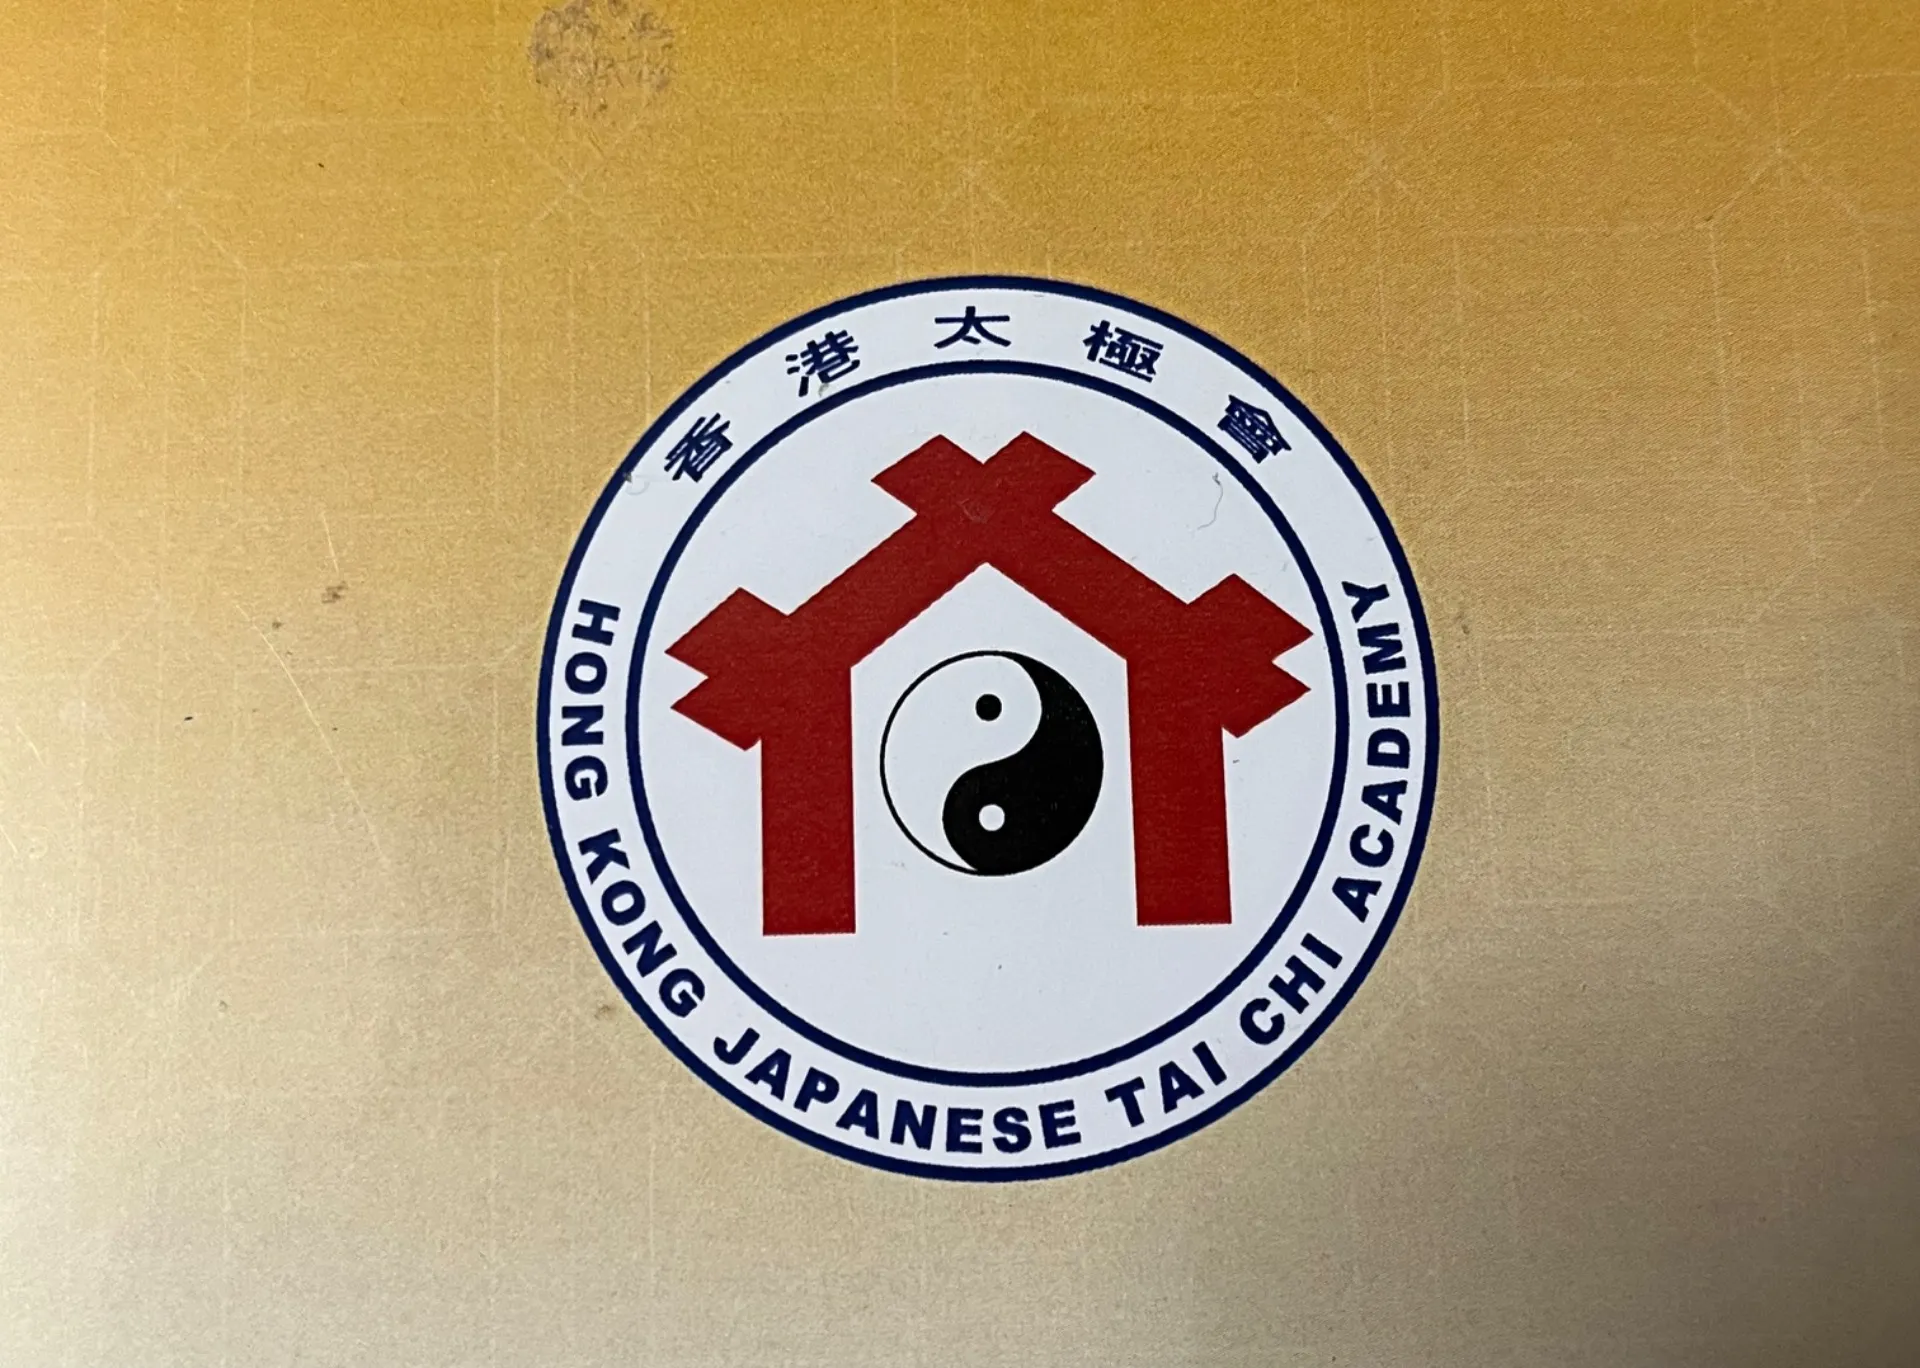 香港太極會
HONG KONG JAPANESE TAI CHI ACADEMY